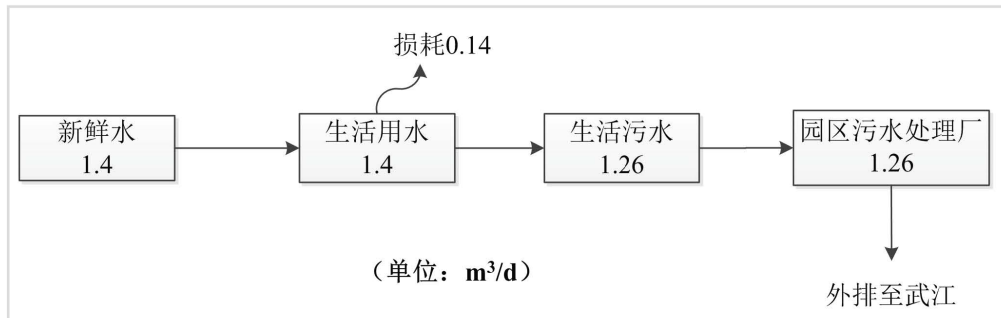 损耗0.14
新鲜水
1.4
生活用水
1.4
生活污水
1.26
园区污水处理厂
1.26
（单位：m³/d）
外排至武江